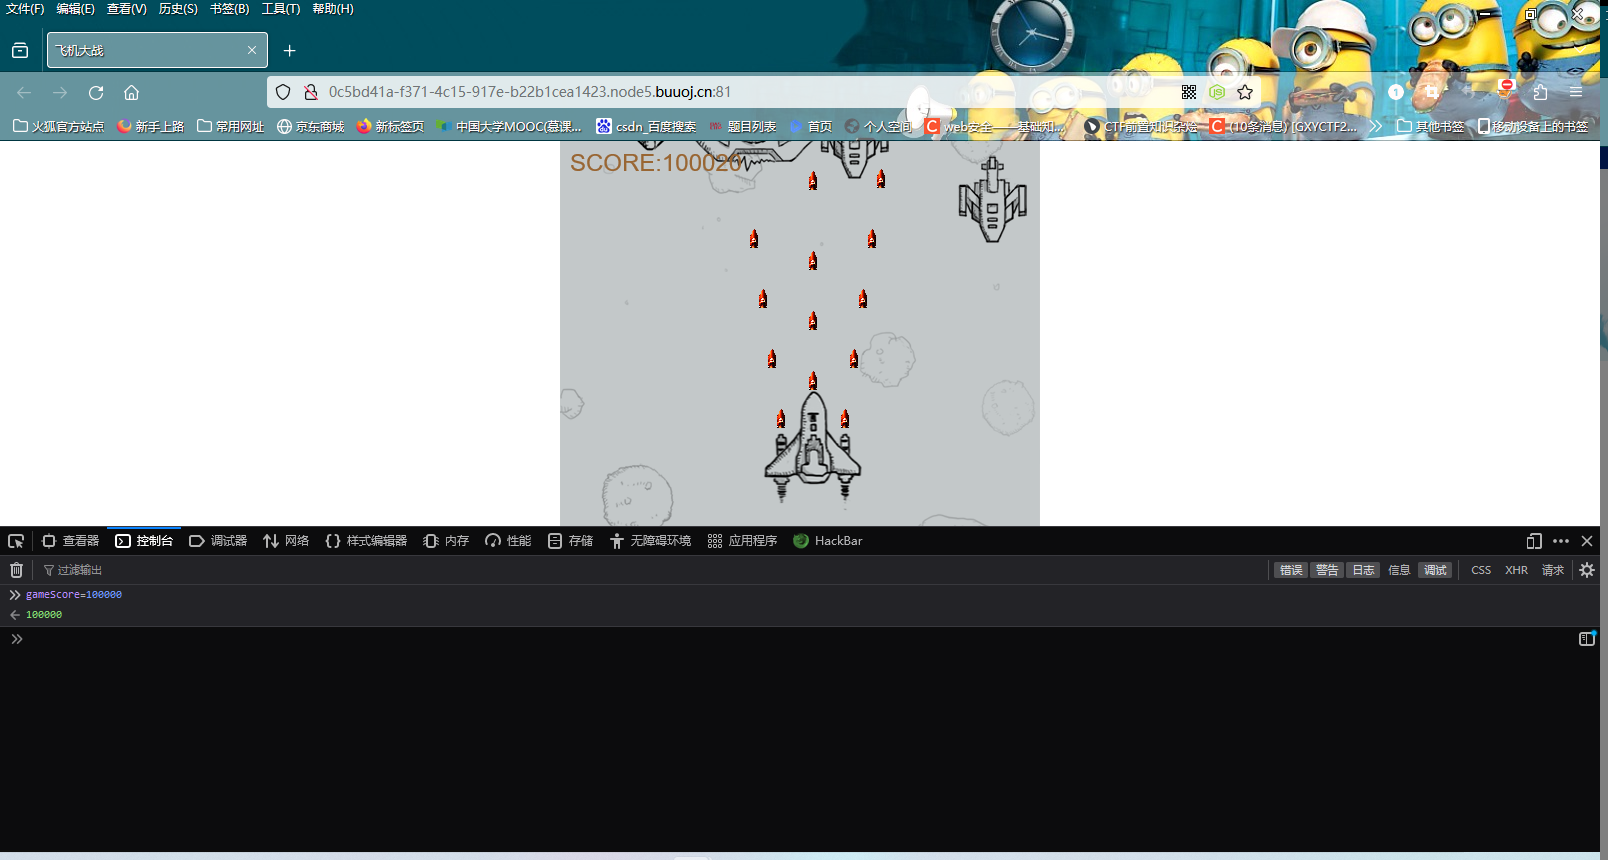 文件(F) 编辑(E) 查看(V) 历史(S) 书签(B) 工具(T) 帮助(H)
飞机大战
0c5bd41a-f371-4c15-917e-b22b1cea1423.node5.buuoj.cn:81
火狐官方站点 新手上路 常用网址 京东商城 新标签页 中国大学MOOC(慕课... csdn_百度搜索 题目列表 首页 个人空间 web安全——基础知... CTF前置知识杂烩 (10条消息) [GXYCTF2... 其他书签 移动设备上的书签
SCORE:100020
查看器 控制台 调试器 网络 样式编辑器 内存 性能 存储 无障碍环境 应用程序 HackBar
过滤输出 错误 警告 日志 信息 调试 CSS XHR 请求
gameScore=100000
100000